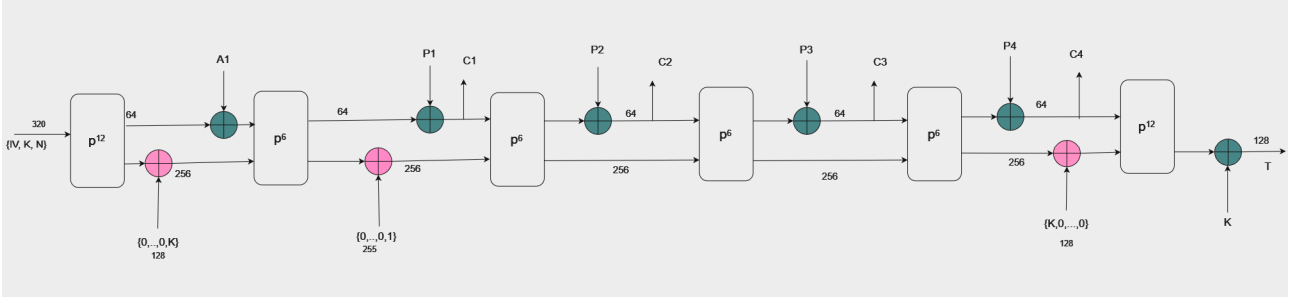 320
{IV, K, N}
p12
64
A1
256
{0,..,0,K}
128
p6
64
P1
C1
256
{0,..,0,1}
255
p6
P2
64
C2
256
p6
P3
64
C3
256
p6
P4
64
C4
256
{K,0,...,0}
128
p12
128
T
K